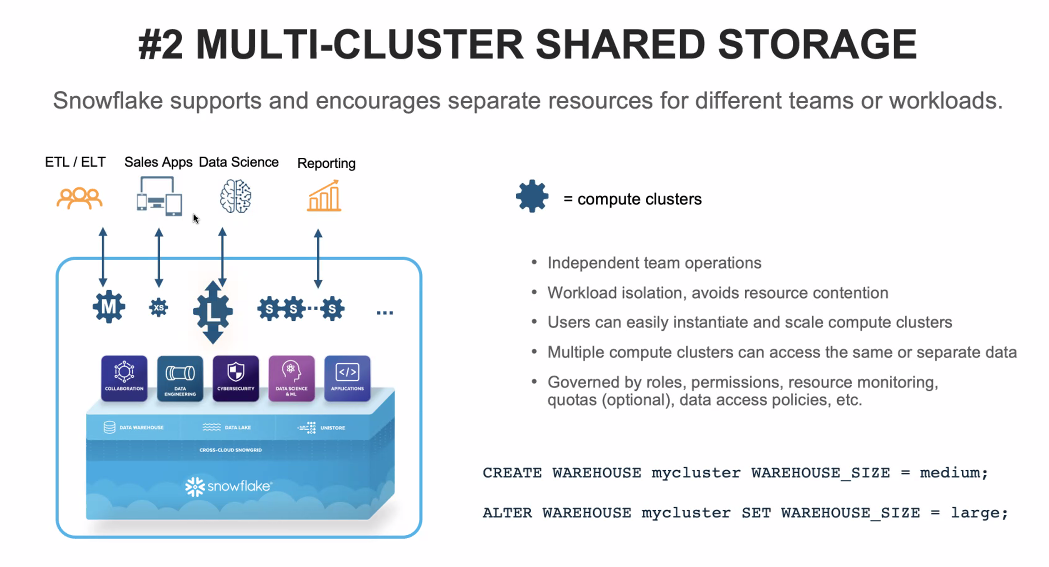 #2 MULTI-CLUSTER SHARED STORAGE
Snowflake supports and encourages separate resources for different teams or workloads.
ETL / ELT
Sales Apps
Data Science
Reporting
= compute clusters
M
XS
L
S
S
...
S
...
COLLABORATION
DATA
ENGINEERING
CYBERSECURITY
DATA SCIENCE
& ML
</>
APPLICATIONS
DATA WAREHOUSE
DATA LAKE
UNISTORE
CROSS-CLOUD SNOWGRID
snowflake
• Independent team operations
• Workload isolation, avoids resource contention
• Users can easily instantiate and scale compute clusters
• Multiple compute clusters can access the same or separate data
• Governed by roles, permissions, resource monitoring,
quotas (optional), data access policies, etc.
CREATE WAREHOUSE mycluster WAREHOUSE_SIZE = medium;
ALTER WAREHOUSE mycluster SET WAREHOUSE_SIZE = large;